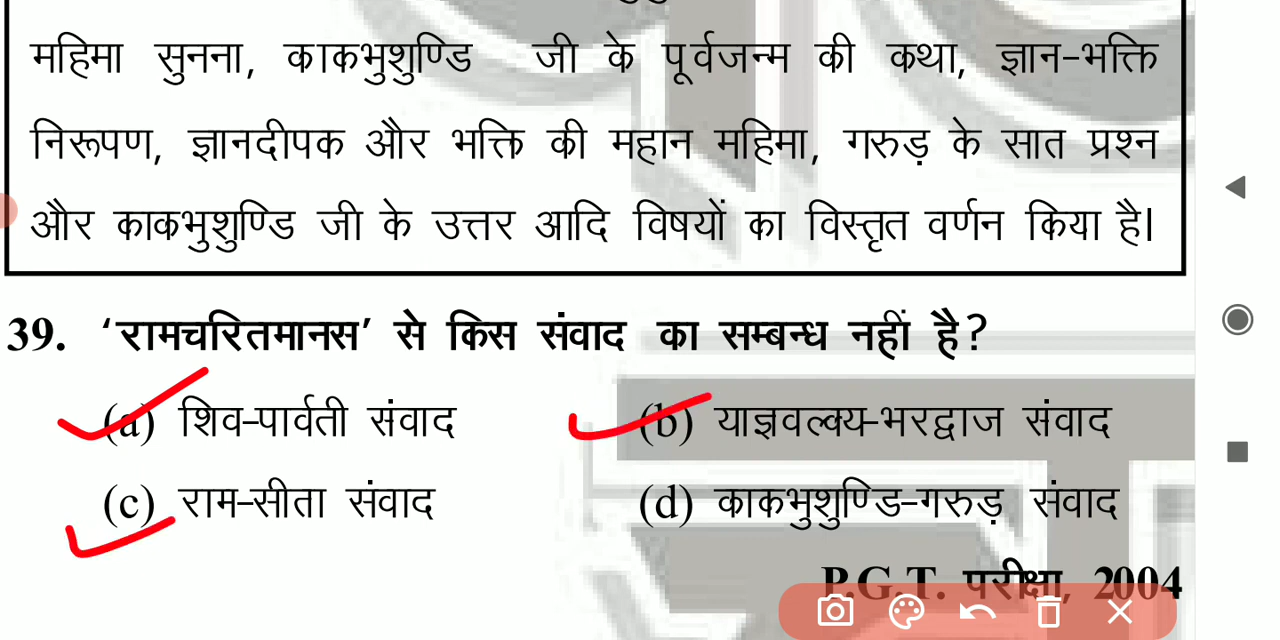 महिमा सुनना, काकभुशुण्डि जी के पूर्वजन्म की कथा, ज्ञान-भक्ति
निरूपण, ज्ञानदीपक और भक्ति की महान महिमा, गरुड़ के सात प्रश्न
और काकभुशुण्डि जी के उत्तर आदि विषयों का विस्तृत वर्णन किया है।
39. ‘रामचरितमानस’ से किस संवाद का सम्बन्ध नहीं है?
(a) शिव-पार्वती संवाद (b) याज्ञवल्क्य-भरद्वाज संवाद
(c) राम-सीता संवाद (d) काकभुशुण्डि-गरुड़ संवाद
P.G.T. परीक्षा, 2004